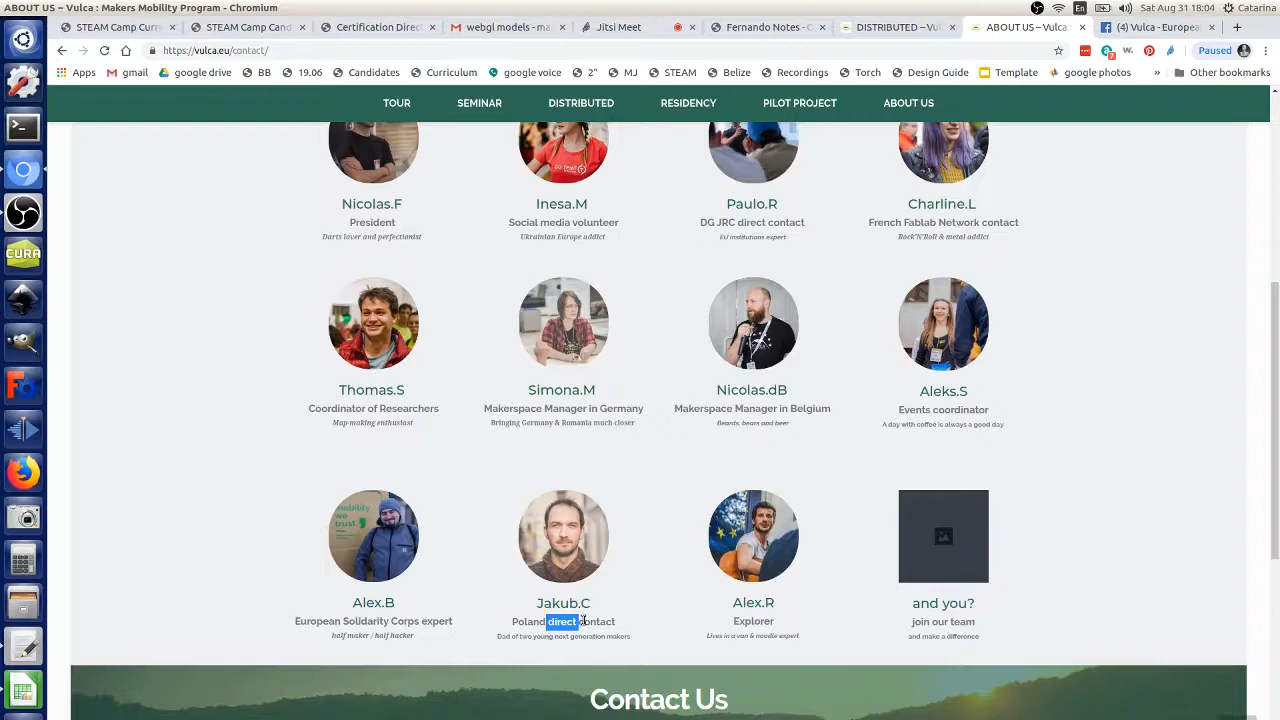 ABOUT US – Vulca : Makers Mobility Program - Chromium
En
Sat Aug 31 18:04
Catarina
STEAM Camp Curri
STEAM Camp Band
Certification Direc
webgl models - ma
Jitsi Meet
Fernando Notes - C
DISTRIBUTED – Vul
ABOUT US – Vulca
(4) Vulca - Europea
https://vulca.eu/contact/
7
W.
Paused
Apps
gmail
google drive
BB
19.06
Candidates
Curriculum
google voice
2"
MJ
STEAM
Belize
Recordings
Torch
Design Guide
Template
google photos
»
Other bookmarks
TOUR
SEMINAR
DISTRIBUTED
RESIDENCY
PILOT PROJECT
ABOUT US
Nicolas.F
Inesa.M
Paulo.R
Charline.L
President
Social media volunteer
DG JRC direct contact
French Fablab Network contact
Darts lover and perfectionist
Ukrainian Europe addict
EU institutions expert
Rock'N'Roll & metal addict
Thomas.S
Simona.M
Nicolas.dB
Aleks.S
Coordinator of Researchers
Makerspace Manager in Germany
Makerspace Manager in Belgium
Events coordinator
Map-making enthusiast
Bringing Germany & Romania much closer
Beards, bears and beer
A day with coffee is always a good day
mobility
we
trust
Alex.B
Jakub.C
Alex.R
and you?
European Solidarity Corps expert
Poland direct contact
Explorer
join our team
half maker / half hacker
Dad of two young next generation makers
Lives in a van & noodle expert
and make a difference
Contact Us
CURA